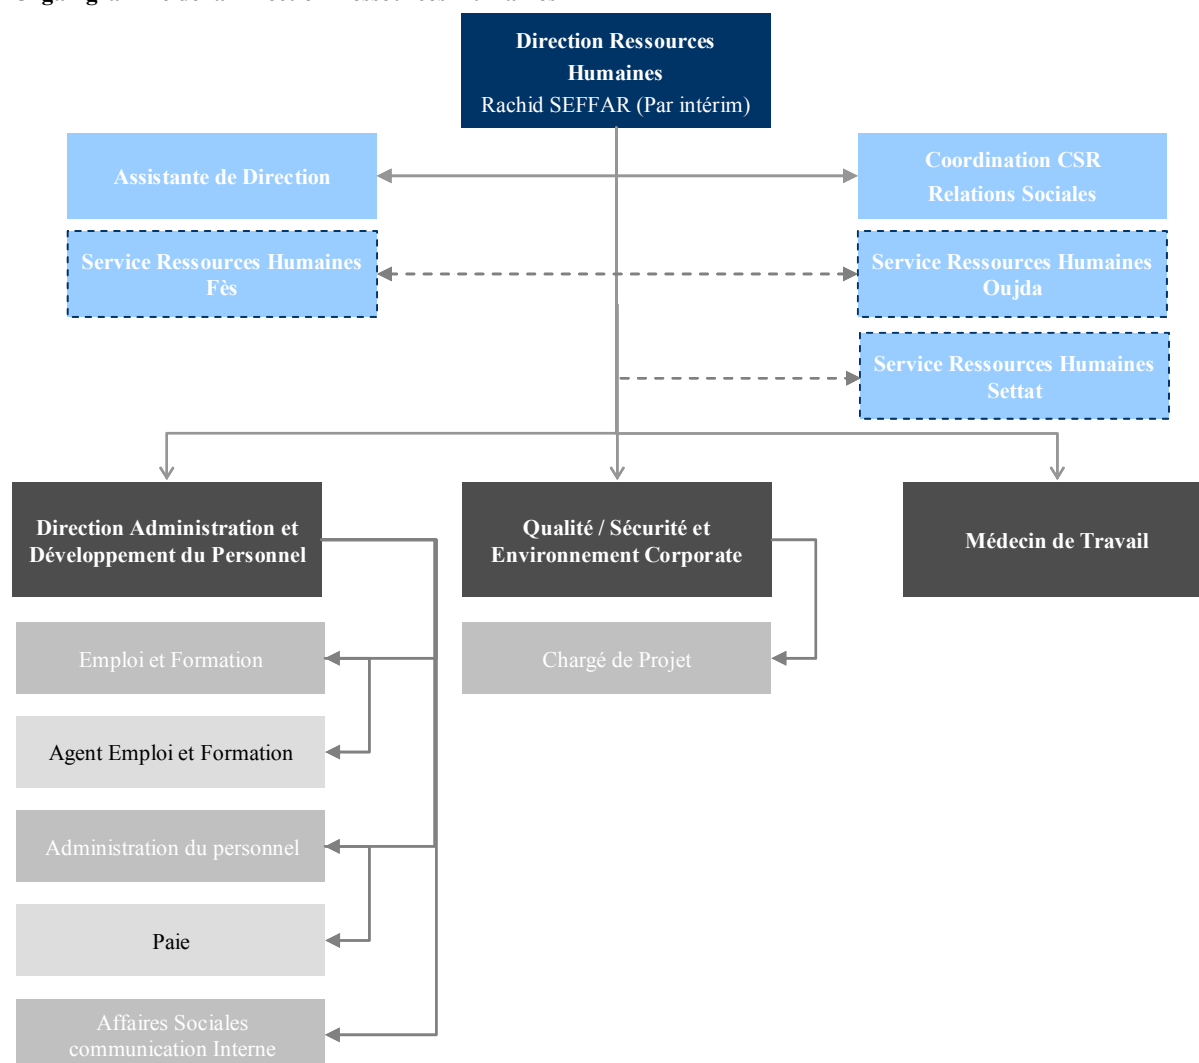 Direction Ressources
Humaines
Rachid SEFFAR (Par intérim)
Assistante de Direction
Coordination CSR
Relations Sociales
Service Ressources Humaines
Fès
Service Ressources Humaines
Oujda
Service Ressources Humaines
Settat
Direction Administration et
Développement du Personnel
Qualité / Sécurité et
Environnement Corporate
Médecin de Travail
Emploi et Formation
Chargé de Projet
Agent Emploi et Formation
Administration du personnel
Paie
Affaires Sociales
communication Interne